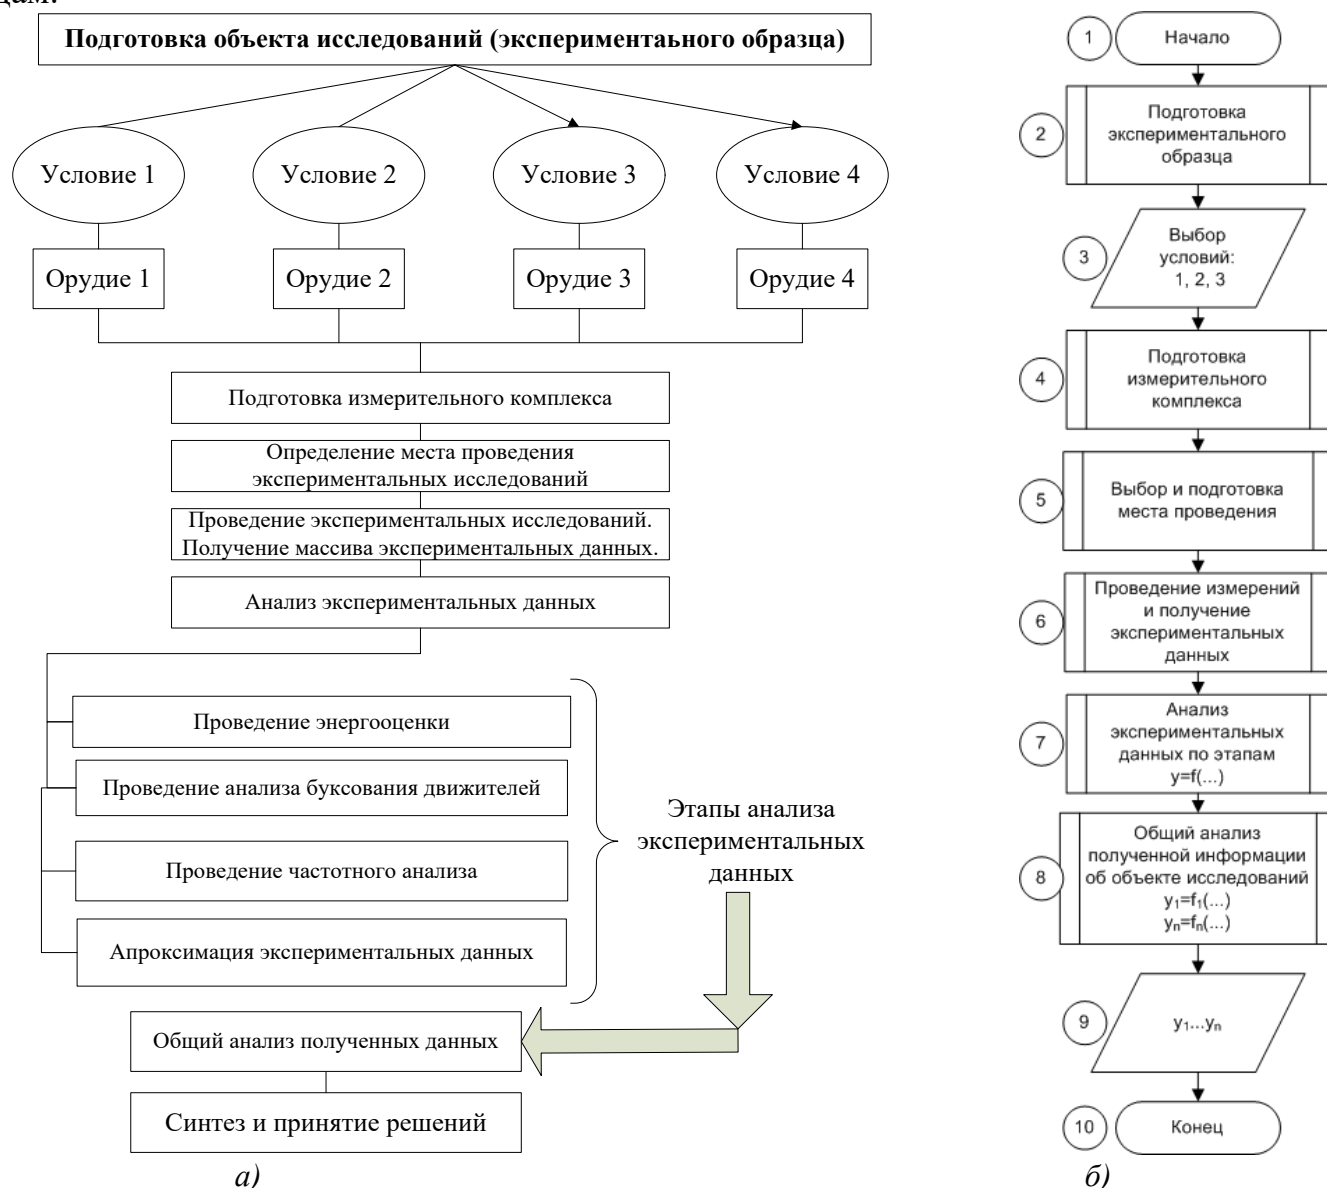 цам.
Подготовка объекта исследований (экспериментаьного образца)
Условие 1
Условие 2
Условие 3
Условие 4
Орудие 1
Орудие 2
Орудие 3
Орудие 4
Подготовка измерительного комплекса
Определение места проведения
экспериментальных исследований
Проведение экспериментальных исследований.
Получение массива экспериментальных данных.
Анализ экспериментальных данных
Проведение энергооценки
Проведение анализа буксования движителей
Проведение частотного анализа
Апроксимация экспериментальных данных
Этапы анализа
экспериментальных
данных
Общий анализ полученных данных
Синтез и принятие решений
а)
1
Начало
2
Подготовка
экспериментального
образца
3
Выбор
условий:
1, 2, 3
4
Подготовка
измерительного
комплекса
5
Выбор и подготовка
места проведения
6
Проведение измерений
и получение
экспериментальных
данных
7
Анализ
экспериментальных
данных по этапам
y=f(...)
8
Общий анализ
полученной информации
об объекте исследований
y₁=f₁(...)
yₙ=fₙ(...)
9
y₁...yₙ
10
Конец
б)